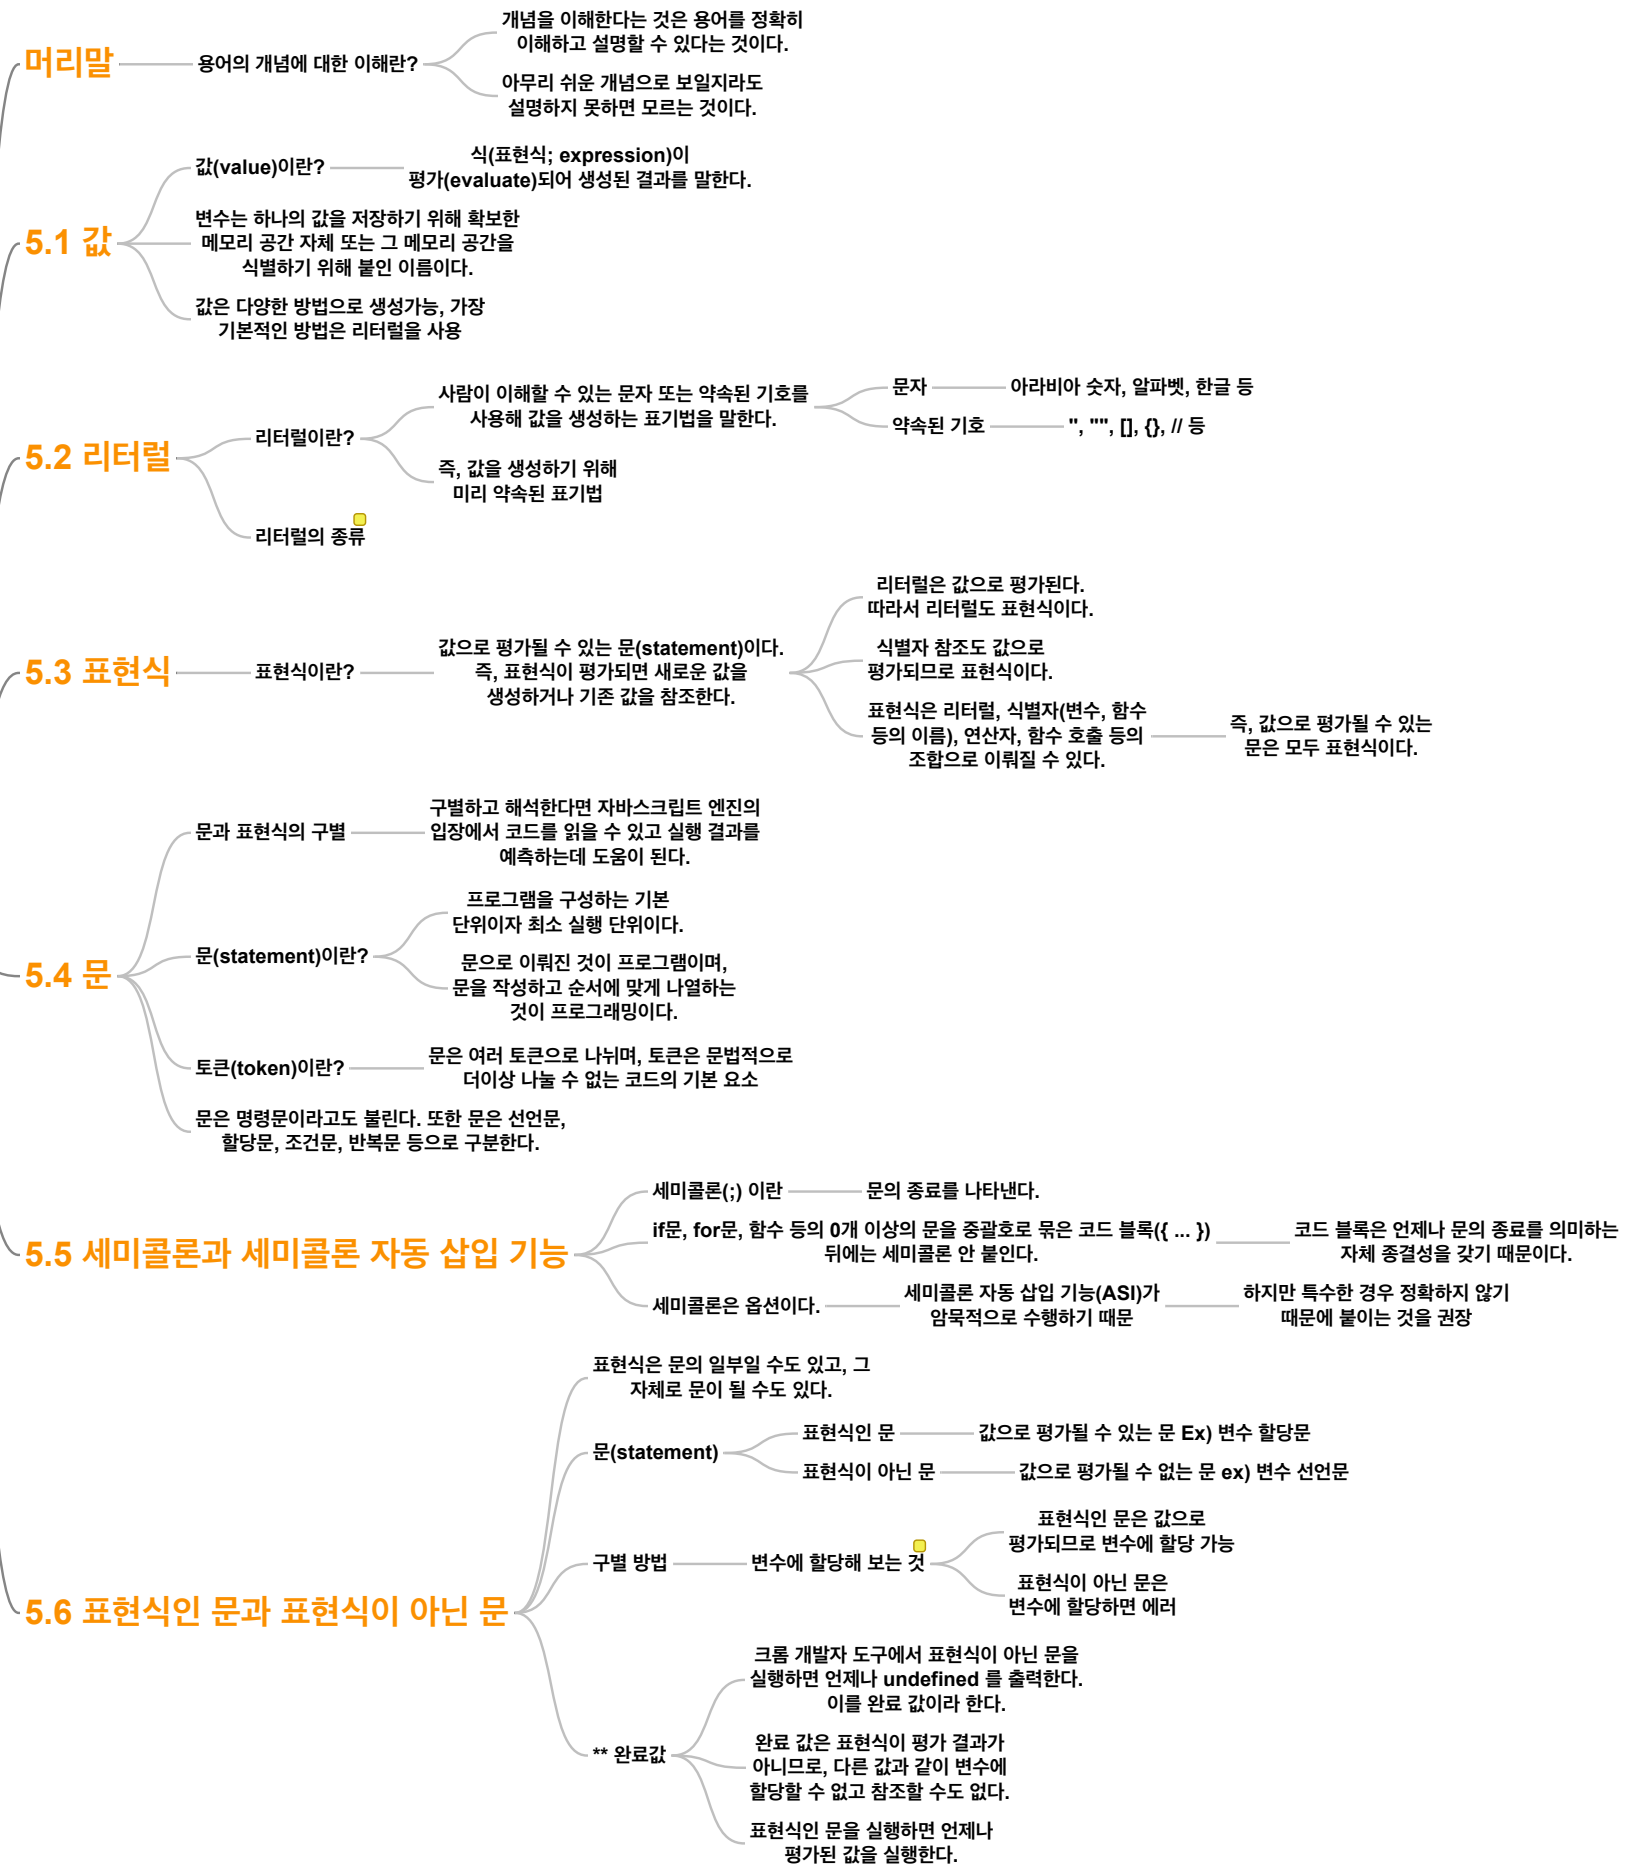 머리말
용어의 개념에 대한 이해란?
개념을 이해한다는 것은 용어를 정확히
이해하고 설명할 수 있다는 것이다.
아무리 쉬운 개념으로 보일지라도
설명하지 못하면 모르는 것이다.
5.1 값
값(value)이란?
식(표현식; expression)이
평가(evaluate)되어 생성된 결과를 말한다.
변수는 하나의 값을 저장하기 위해 확보한
메모리 공간 자체 또는 그 메모리 공간을
식별하기 위해 붙인 이름이다.
값은 다양한 방법으로 생성가능, 가장
기본적인 방법은 리터럴을 사용
5.2 리터럴
리터럴이란?
사람이 이해할 수 있는 문자 또는 약속된 기호를
사용해 값을 생성하는 표기법을 말한다.
문자
아라비아 숫자, 알파벳, 한글 등
약속된 기호
", "", [], {}, // 등
즉, 값을 생성하기 위해
미리 약속된 표기법
리터럴의 종류
5.3 표현식
표현식이란?
값으로 평가될 수 있는 문(statement)이다.
즉, 표현식이 평가되면 새로운 값을
생성하거나 기존 값을 참조한다.
리터럴은 값으로 평가된다.
따라서 리터럴도 표현식이다.
식별자 참조도 값으로
평가되므로 표현식이다.
표현식은 리터럴, 식별자(변수, 함수
등의 이름), 연산자, 함수 호출 등의
조합으로 이뤄질 수 있다.
즉, 값으로 평가될 수 있는
문은 모두 표현식이다.
5.4 문
문과 표현식의 구별
구별하고 해석한다면 자바스크립트 엔진의
입장에서 코드를 읽을 수 있고 실행 결과를
예측하는데 도움이 된다.
문(statement)이란?
프로그램을 구성하는 기본
단위이자 최소 실행 단위이다.
문으로 이뤄진 것이 프로그램이며,
문을 작성하고 순서에 맞게 나열하는
것이 프로그래밍이다.
토큰(token)이란?
문은 여러 토큰으로 나뉘며, 토큰은 문법적으로
더이상 나눌 수 없는 코드의 기본 요소
문은 명령문이라고도 불린다. 또한 문은 선언문,
할당문, 조건문, 반복문 등으로 구분한다.
5.5 세미콜론과 세미콜론 자동 삽입 기능
세미콜론(;) 이란
문의 종료를 나타낸다.
if문, for문, 함수 등의 0개 이상의 문을 중괄호로 묶은 코드 블록({ ... })
뒤에는 세미콜론 안 붙인다.
코드 블록은 언제나 문의 종료를 의미하는
자체 종결성을 갖기 때문이다.
세미콜론은 옵션이다.
세미콜론 자동 삽입 기능(ASI)가
암묵적으로 수행하기 때문
하지만 특수한 경우 정확하지 않기
때문에 붙이는 것을 권장
5.6 표현식인 문과 표현식이 아닌 문
표현식은 문의 일부일 수도 있고, 그
자체로 문이 될 수도 있다.
문(statement)
표현식인 문
값으로 평가될 수 있는 문 Ex) 변수 할당문
표현식이 아닌 문
값으로 평가될 수 없는 문 ex) 변수 선언문
구별 방법
변수에 할당해 보는 것
표현식인 문은 값으로
평가되므로 변수에 할당 가능
표현식이 아닌 문은
변수에 할당하면 에러
** 완료값
크롬 개발자 도구에서 표현식이 아닌 문을
실행하면 언제나 undefined 를 출력한다.
이를 완료 값이라 한다.
완료 값은 표현식이 평가 결과가
아니므로, 다른 값과 같이 변수에
할당할 수 없고 참조할 수도 없다.
표현식인 문을 실행하면 언제나
평가된 값을 실행한다.